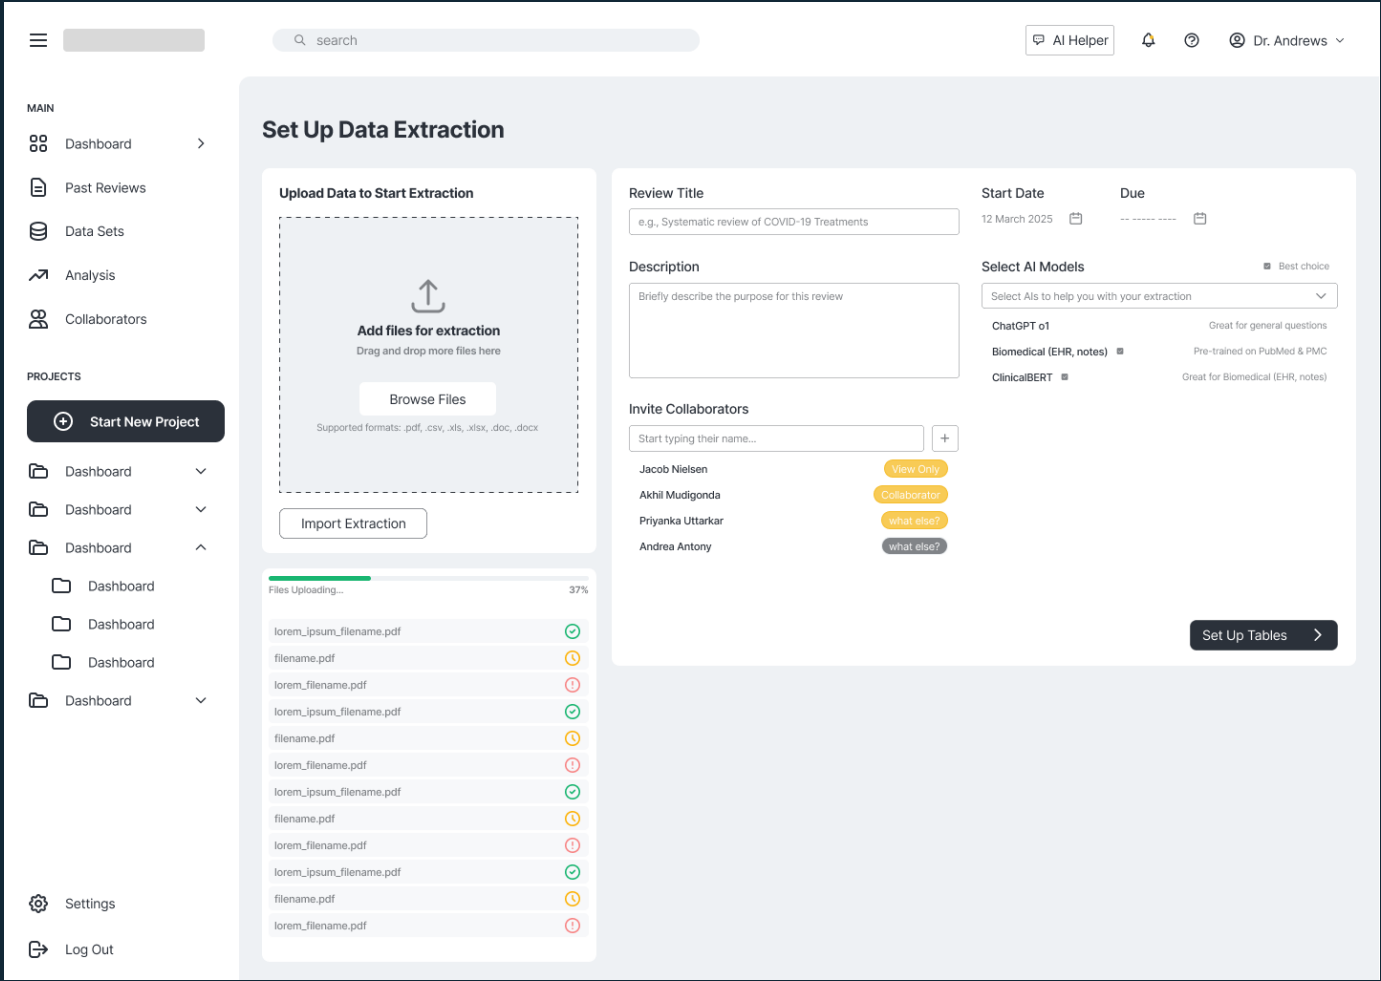 search
AI Helper
Dr. Andrews
MAIN
Dashboard
Past Reviews
Data Sets
Analysis
Collaborators
PROJECTS
Start New Project
Dashboard
Dashboard
Dashboard
Dashboard
Dashboard
Dashboard
Dashboard
Settings
Log Out
Set Up Data Extraction
Upload Data to Start Extraction
Add files for extraction
Drag and drop more files here
Browse Files
Supported formats: .pdf, .csv, .xls, .xlsx, .doc, .docx
Import Extraction
Files Uploading... 37%
lorem_ipsum_filename.pdf
filename.pdf
lorem_filename.pdf
lorem_ipsum_filename.pdf
filename.pdf
lorem_filename.pdf
lorem_ipsum_filename.pdf
filename.pdf
lorem_filename.pdf
lorem_ipsum_filename.pdf
filename.pdf
lorem_filename.pdf
Review Title
e.g., Systematic review of COVID-19 Treatments
Description
Briefly describe the purpose for this review
Invite Collaborators
Start typing their name...
Jacob Nielsen View Only
Akhil Mudigonda Collaborator
Priyanka Uttarkar what else?
Andrea Antony what else?
Start Date Due
12 March 2025 -- ----- ----
Select AI Models Best choice
Select AIs to help you with your extraction
ChatGPT o1 Great for general questions
Biomedical (EHR, notes) Pre-trained on PubMed & PMC
ClinicalBERT Great for Biomedical (EHR, notes)
Set Up Tables